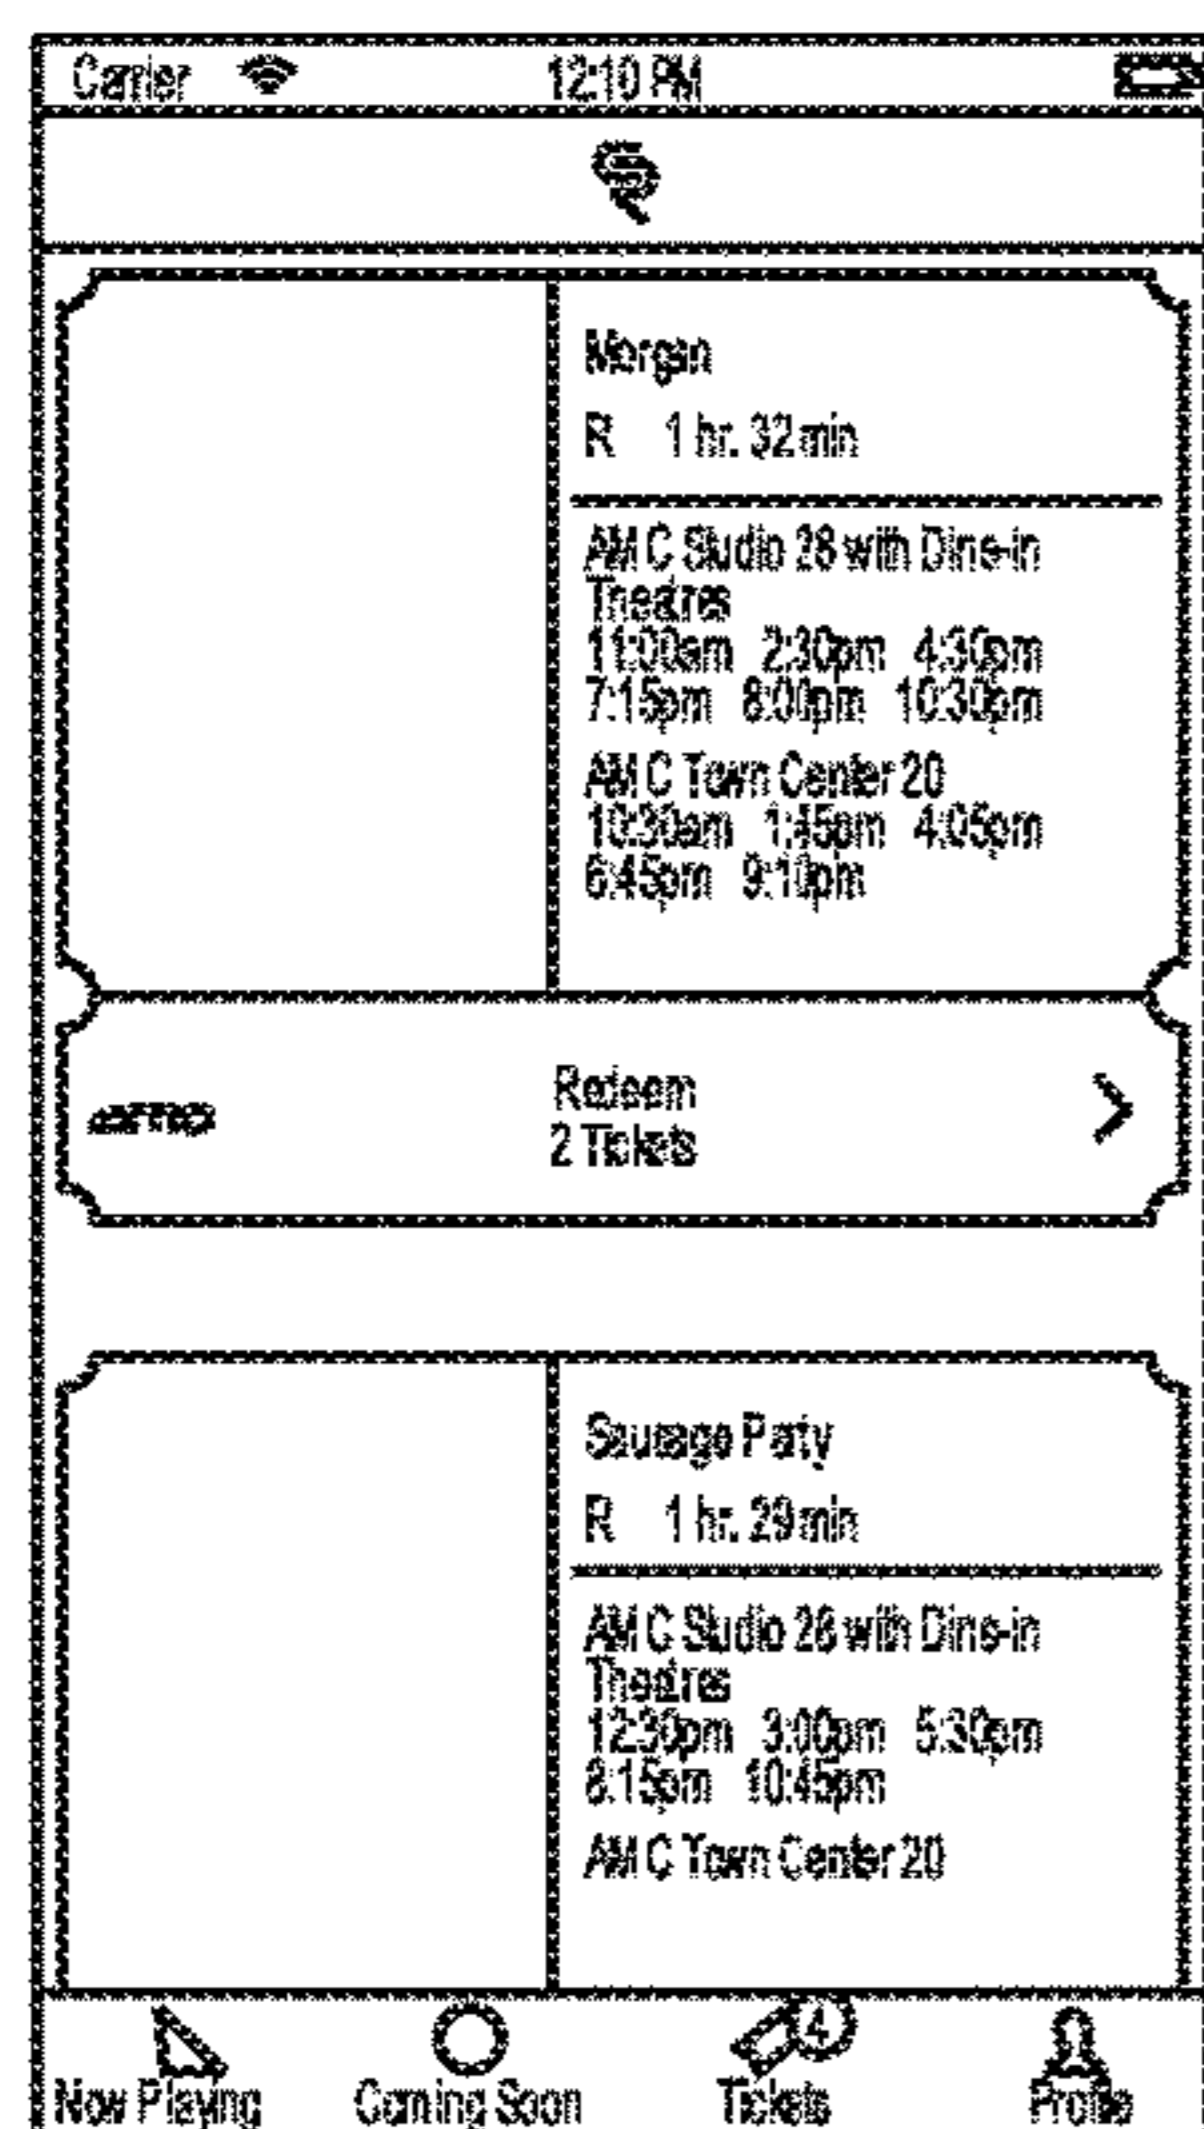 Carrier 12:10 PM
Morgan
R 1 hr. 32 min
AMC Studio 28 with Dine-in
Theatres
11:00am 2:30pm 4:30pm
7:15pm 8:00pm 10:30pm
AMC Town Center 20
10:30am 1:45pm 4:05pm
6:45pm 9:10pm
amc
Redeem
2 Tickets
Sausage Party
R 1 hr. 29 min
AMC Studio 28 with Dine-in
Theatres
12:30pm 3:00pm 5:30pm
8:15pm 10:45pm
AMC Town Center 20
4
Now Playing Coming Soon Tickets Profile